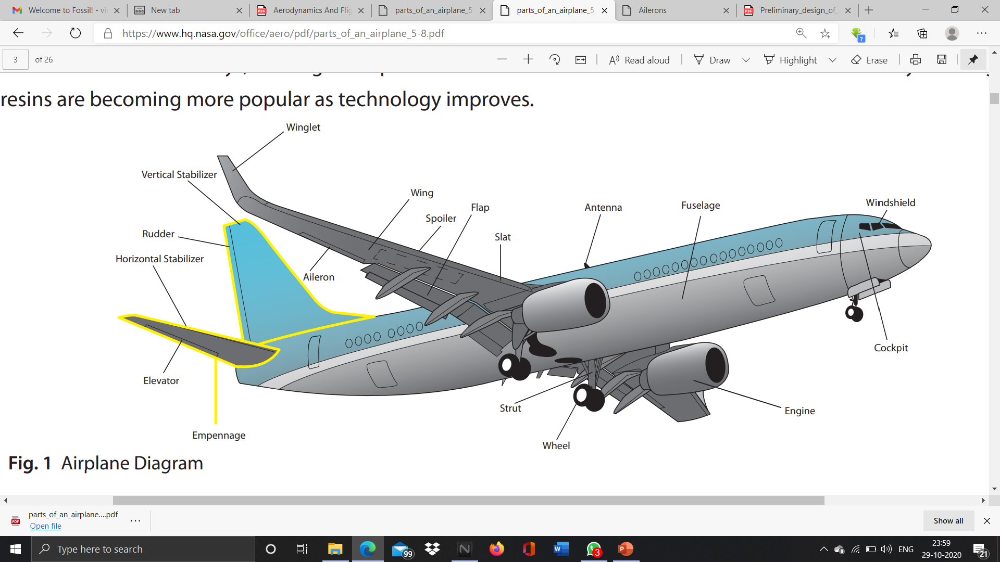 Welcome to Fossil! - vi
New tab
Aerodynamics And Flig
parts_of_an_airplane_5
parts_of_an_airplane_5
Ailerons
Preliminary_design_of_
https://www.hq.nasa.gov/office/aero/pdf/parts_of_an_airplane_5-8.pdf
3 of 26
Read aloud
Draw
Highlight
Erase
resins are becoming more popular as technology improves.
Winglet
Vertical Stabilizer
Wing
Flap
Antenna
Fuselage
Windshield
Spoiler
Rudder
Slat
Horizontal Stabilizer
Aileron
Cockpit
Elevator
Strut
Engine
Empennage
Wheel
Fig. 1 Airplane Diagram
parts_of_an_airplane....pdf
Open file
Show all
Type here to search
99
3
ENG
23:59
29-10-2020
21